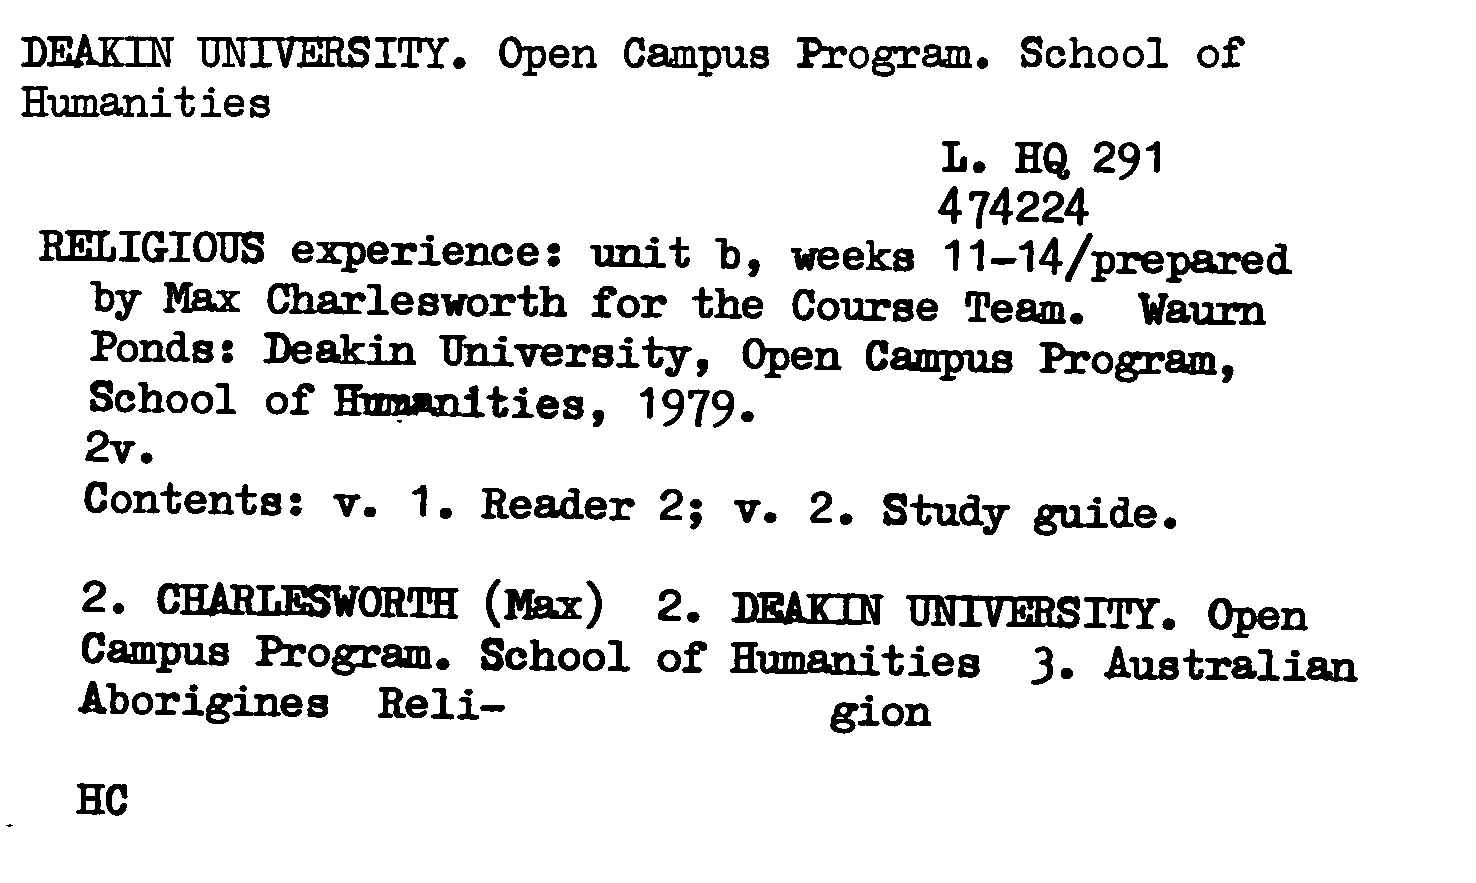 DEAKIN UNIVERSITY. Open Campus Program. School of
Humanities
L. HQ 291
474224
RELIGIOUS experience: unit b, weeks 11-14/prepared
by Max Charlesworth for the Course Team. Waurn
Ponds: Deakin University, Open Campus Program,
School of Humanities, 1979.
2v.
Contents: v. 1. Reader 2; v. 2. Study guide.
2. CHARLESWORTH (Max) 2. DEAKIN UNIVERSITY. Open
Campus Program. School of Humanities 3. Australian
Aborigines Reli- gion
HC